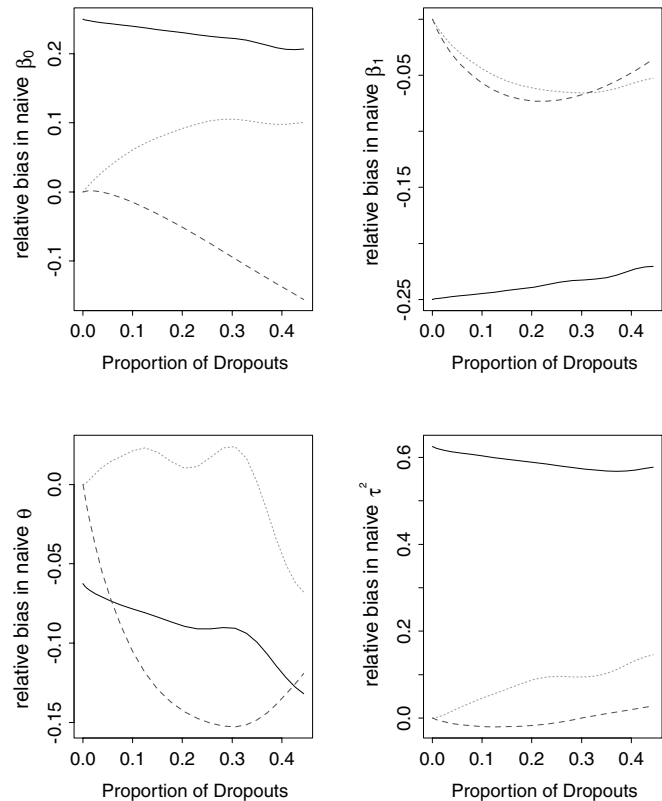 relative bias in naive β0
0.2
0.1
0.0
-0.1
0.0 0.1 0.2 0.3 0.4
Proportion of Dropouts
relative bias in naive β1
-0.05
-0.15
-0.25
0.0 0.1 0.2 0.3 0.4
Proportion of Dropouts
relative bias in naive θ
0.0
-0.05
-0.10
-0.15
0.0 0.1 0.2 0.3 0.4
Proportion of Dropouts
relative bias in naive τ²
0.6
0.4
0.2
0.0
0.0 0.1 0.2 0.3 0.4
Proportion of Dropouts